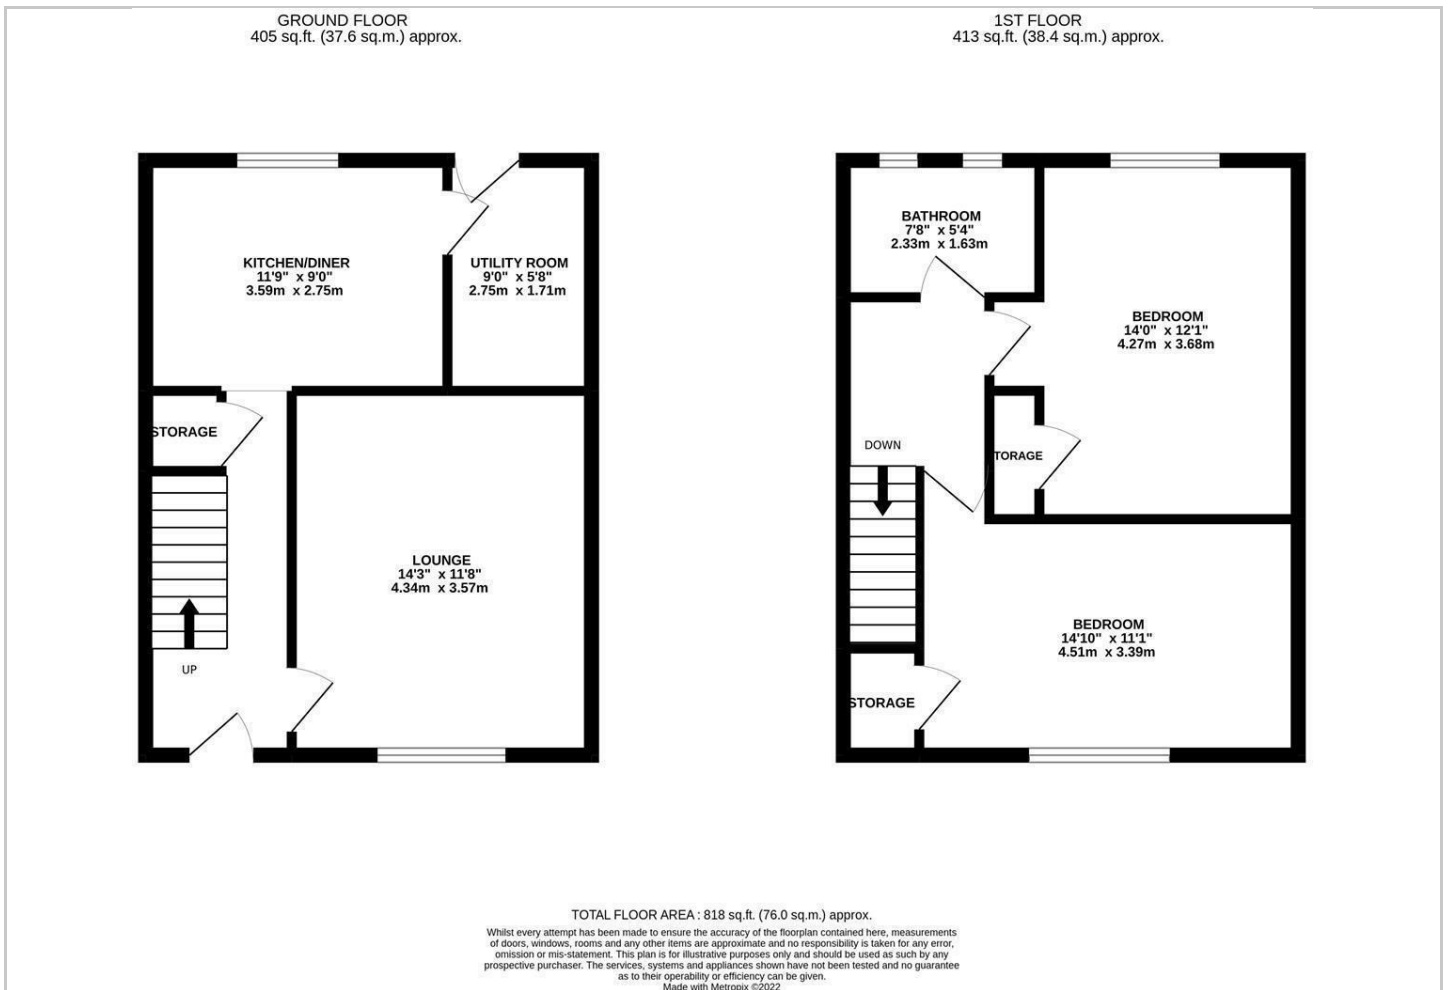 GROUND FLOOR
405 sq.ft. (37.6 sq.m.) approx.
1ST FLOOR
413 sq.ft. (38.4 sq.m.) approx.
KITCHEN/DINER
11'9" x 9'0"
3.59m x 2.75m
UTILITY ROOM
9'0" x 5'8"
2.75m x 1.71m
STORAGE
LOUNGE
14'3" x 11'8"
4.34m x 3.57m
UP
BATHROOM
7'8" x 5'4"
2.33m x 1.63m
BEDROOM
14'0" x 12'1"
4.27m x 3.68m
DOWN
TORAGE
BEDROOM
14'10" x 11'1"
4.51m x 3.39m
STORAGE
TOTAL FLOOR AREA : 818 sq.ft. (76.0 sq.m.) approx.
Whilst every attempt has been made to ensure the accuracy of the floorplan contained here, measurements
of doors, windows, rooms and any other items are approximate and no responsibility is taken for any error,
omission or mis-statement. This plan is for illustrative purposes only and should be used as such by any
prospective purchaser. The services, systems and appliances shown have not been tested and no guarantee
as to their operability or efficiency can be given.
Made with Metropix ©2022